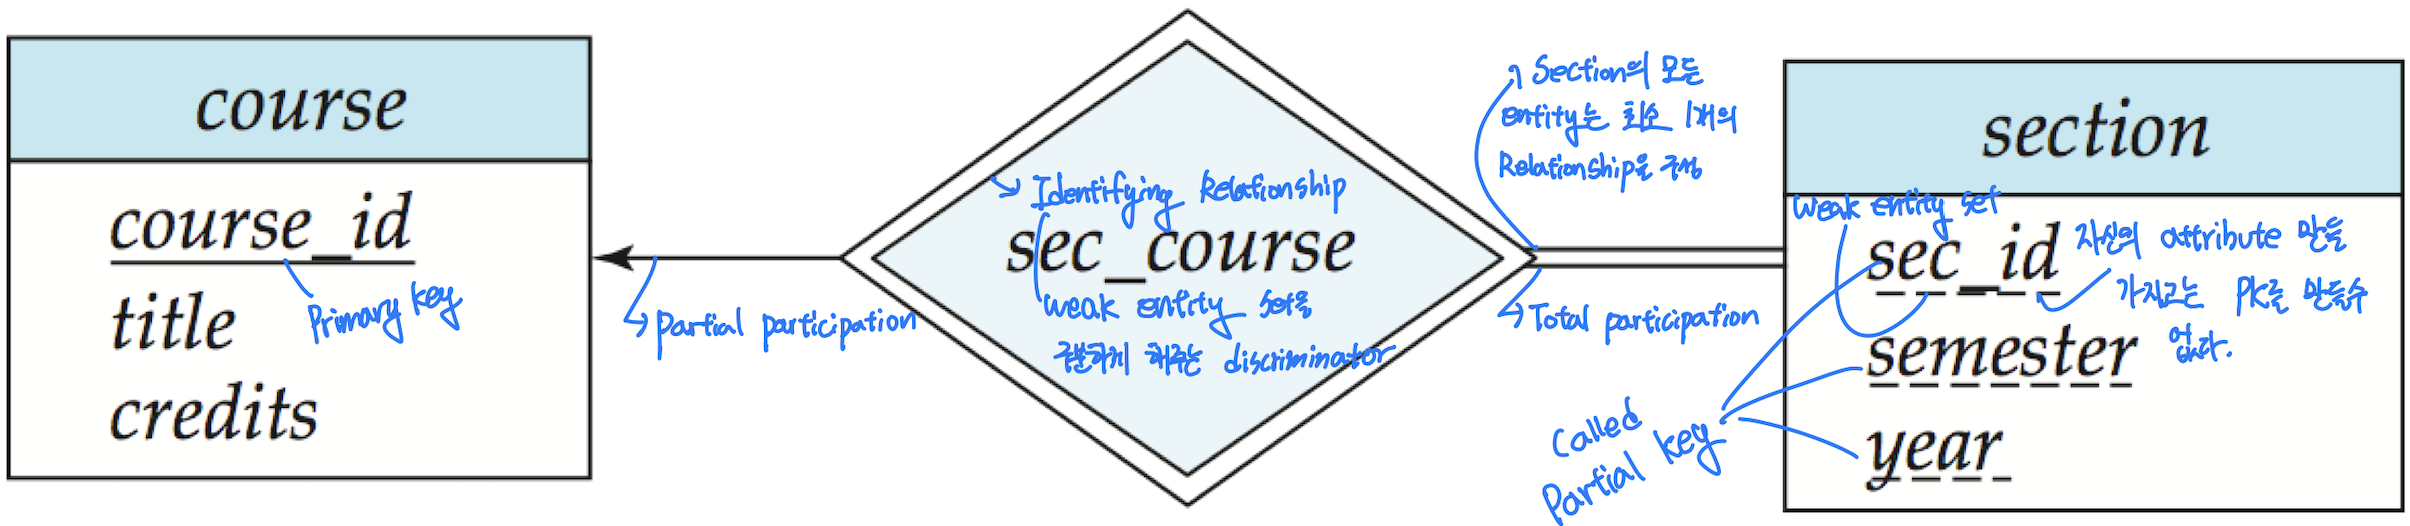 course
course_id
Primary key
title
credits
Partial participation
Identifying Relationship
sec_course
weak entity set을
구별하게 해주는 discriminator
Section의 모든
entity는 최소 1개의
Relationship을 구성
Total participation
section
weak entity set
sec_id
자신의 attribute 만을
가지고는 PK를 만들수
없다.
semester
year
Called
Partial key